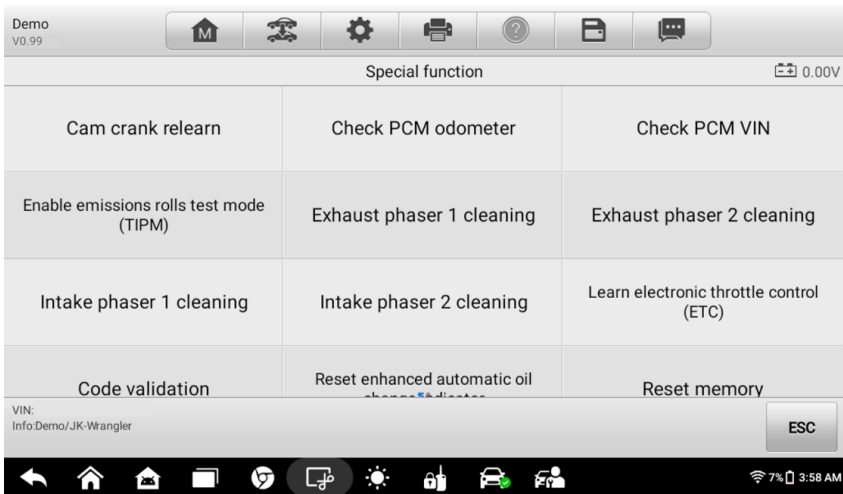 Demo
V0.99
M
?
Special function
0.00V
Cam crank relearn
Check PCM odometer
Check PCM VIN
Enable emissions rolls test mode
(TIPM)
Exhaust phaser 1 cleaning
Exhaust phaser 2 cleaning
Intake phaser 1 cleaning
Intake phaser 2 cleaning
Learn electronic throttle control
(ETC)
Code validation
Reset enhanced automatic oil
change indicator
Reset memory
VIN:
Info:Demo/JK-Wrangler
ESC
7%
3:58 AM